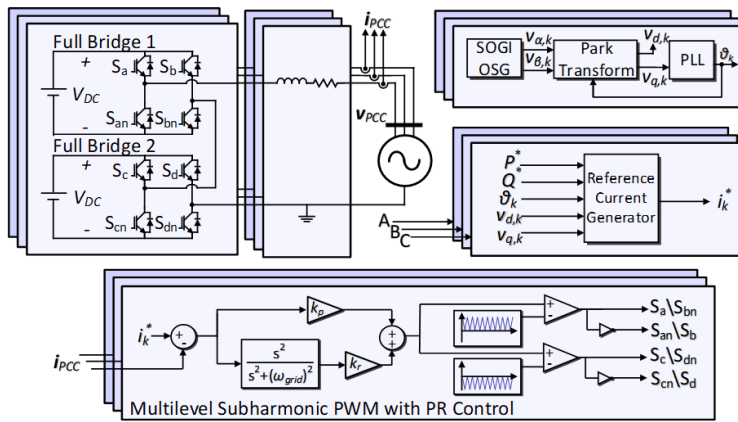 Full Bridge 1
+
S_a
S_b
V_DC
-
S_an
S_bn
Full Bridge 2
+
S_c
S_d
V_DC
-
S_cn
S_dn
i_PCC
v_PCC
SOGI
OSG
v_α,k
v_β,k
Park
Transform
v_d,k
v_q,k
PLL
ϑ_k
P*
Q*
ϑ_k
v_d,k
v_q,k
Reference
Current
Generator
i_k*
A
B
C
i_k*
+
-
i_PCC
k_p
s²
s²+(ω_grid)²
k_r
+
+
+
-
+
-
S_a\S_bn
S_an\S_b
S_c\S_dn
S_cn\S_d
Multilevel Subharmonic PWM with PR Control